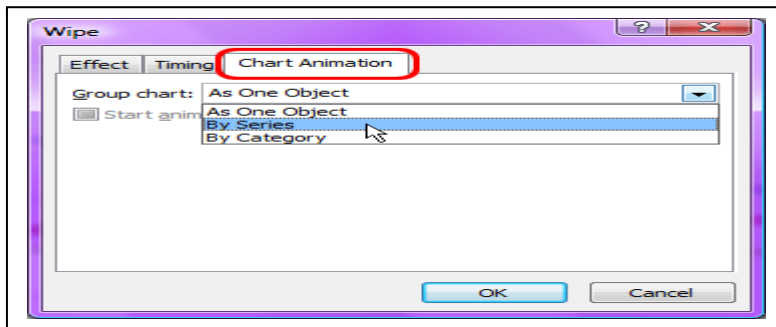 Wipe
Effect Timing Chart Animation
Group chart: As One Object
Start anim
As One Object
By Series
By Category
OK Cancel